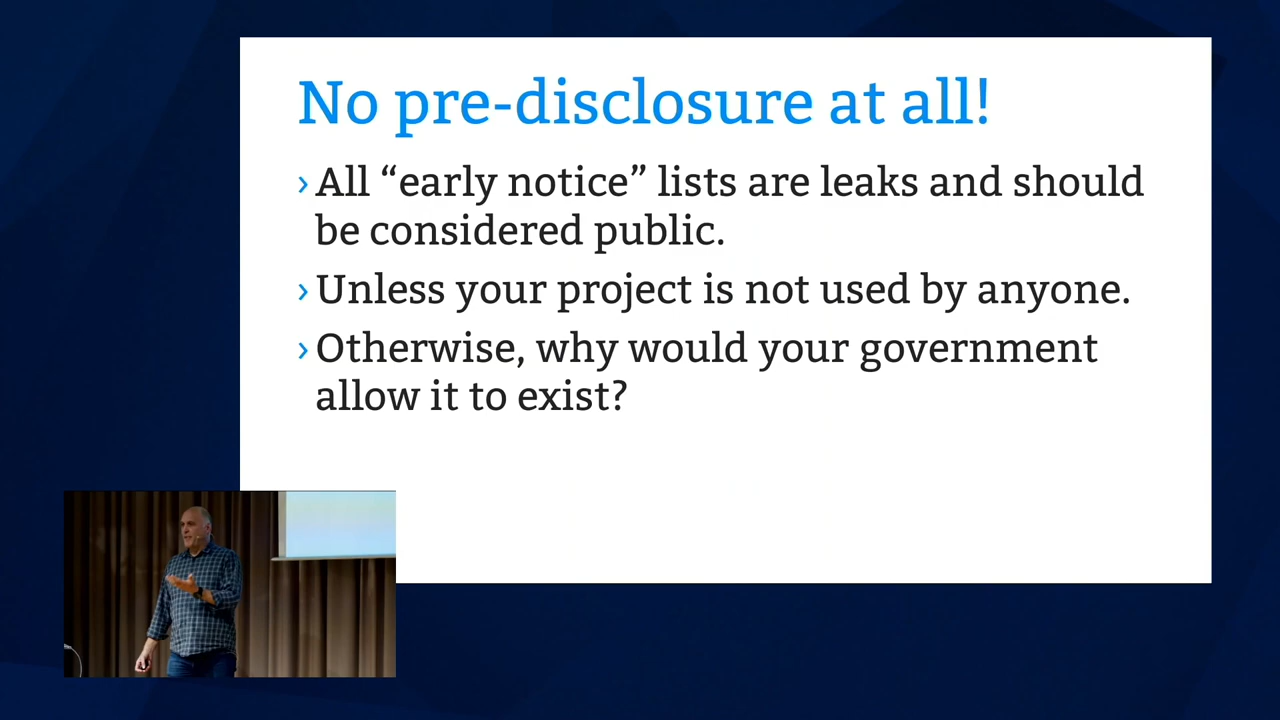 No pre-disclosure at all!
› All “early notice” lists are leaks and should
be considered public.
› Unless your project is not used by anyone.
› Otherwise, why would your government
allow it to exist?